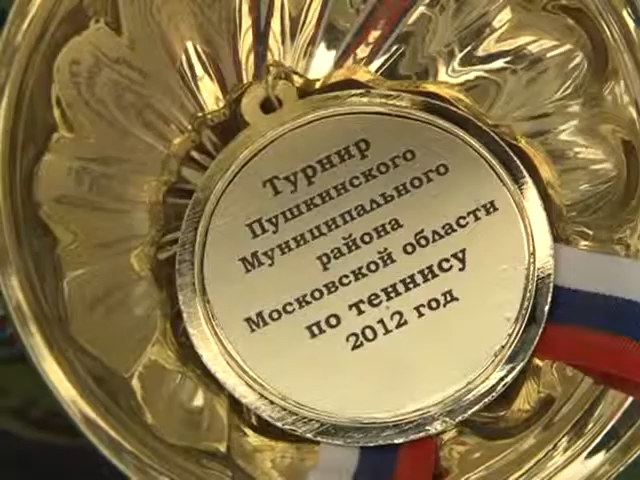 Турнир
Пушкинского
Муниципального
района
Московской области
по теннису
2012 год